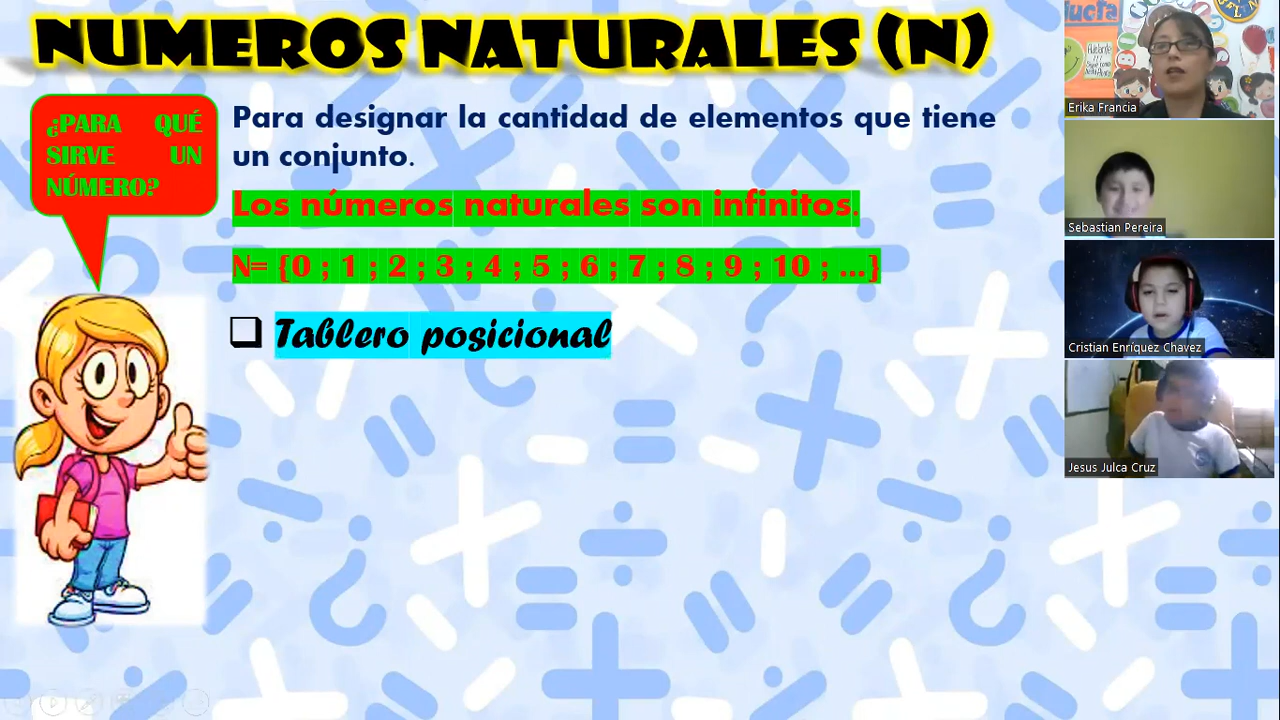 NUMEROS NATURALES (N)
¿PARA QUÉ
SIRVE UN
NÚMERO?
Para designar la cantidad de elementos que tiene
un conjunto.
Los números naturales son infinitos.
N= {0 ; 1 ; 2 ; 3 ; 4 ; 5 ; 6 ; 7 ; 8 ; 9 ; 10 ; ...}
Tablero posicional
Erika Francia
Sebastian Pereira
Cristian Enriquez Chavez
Jesus Julca Cruz